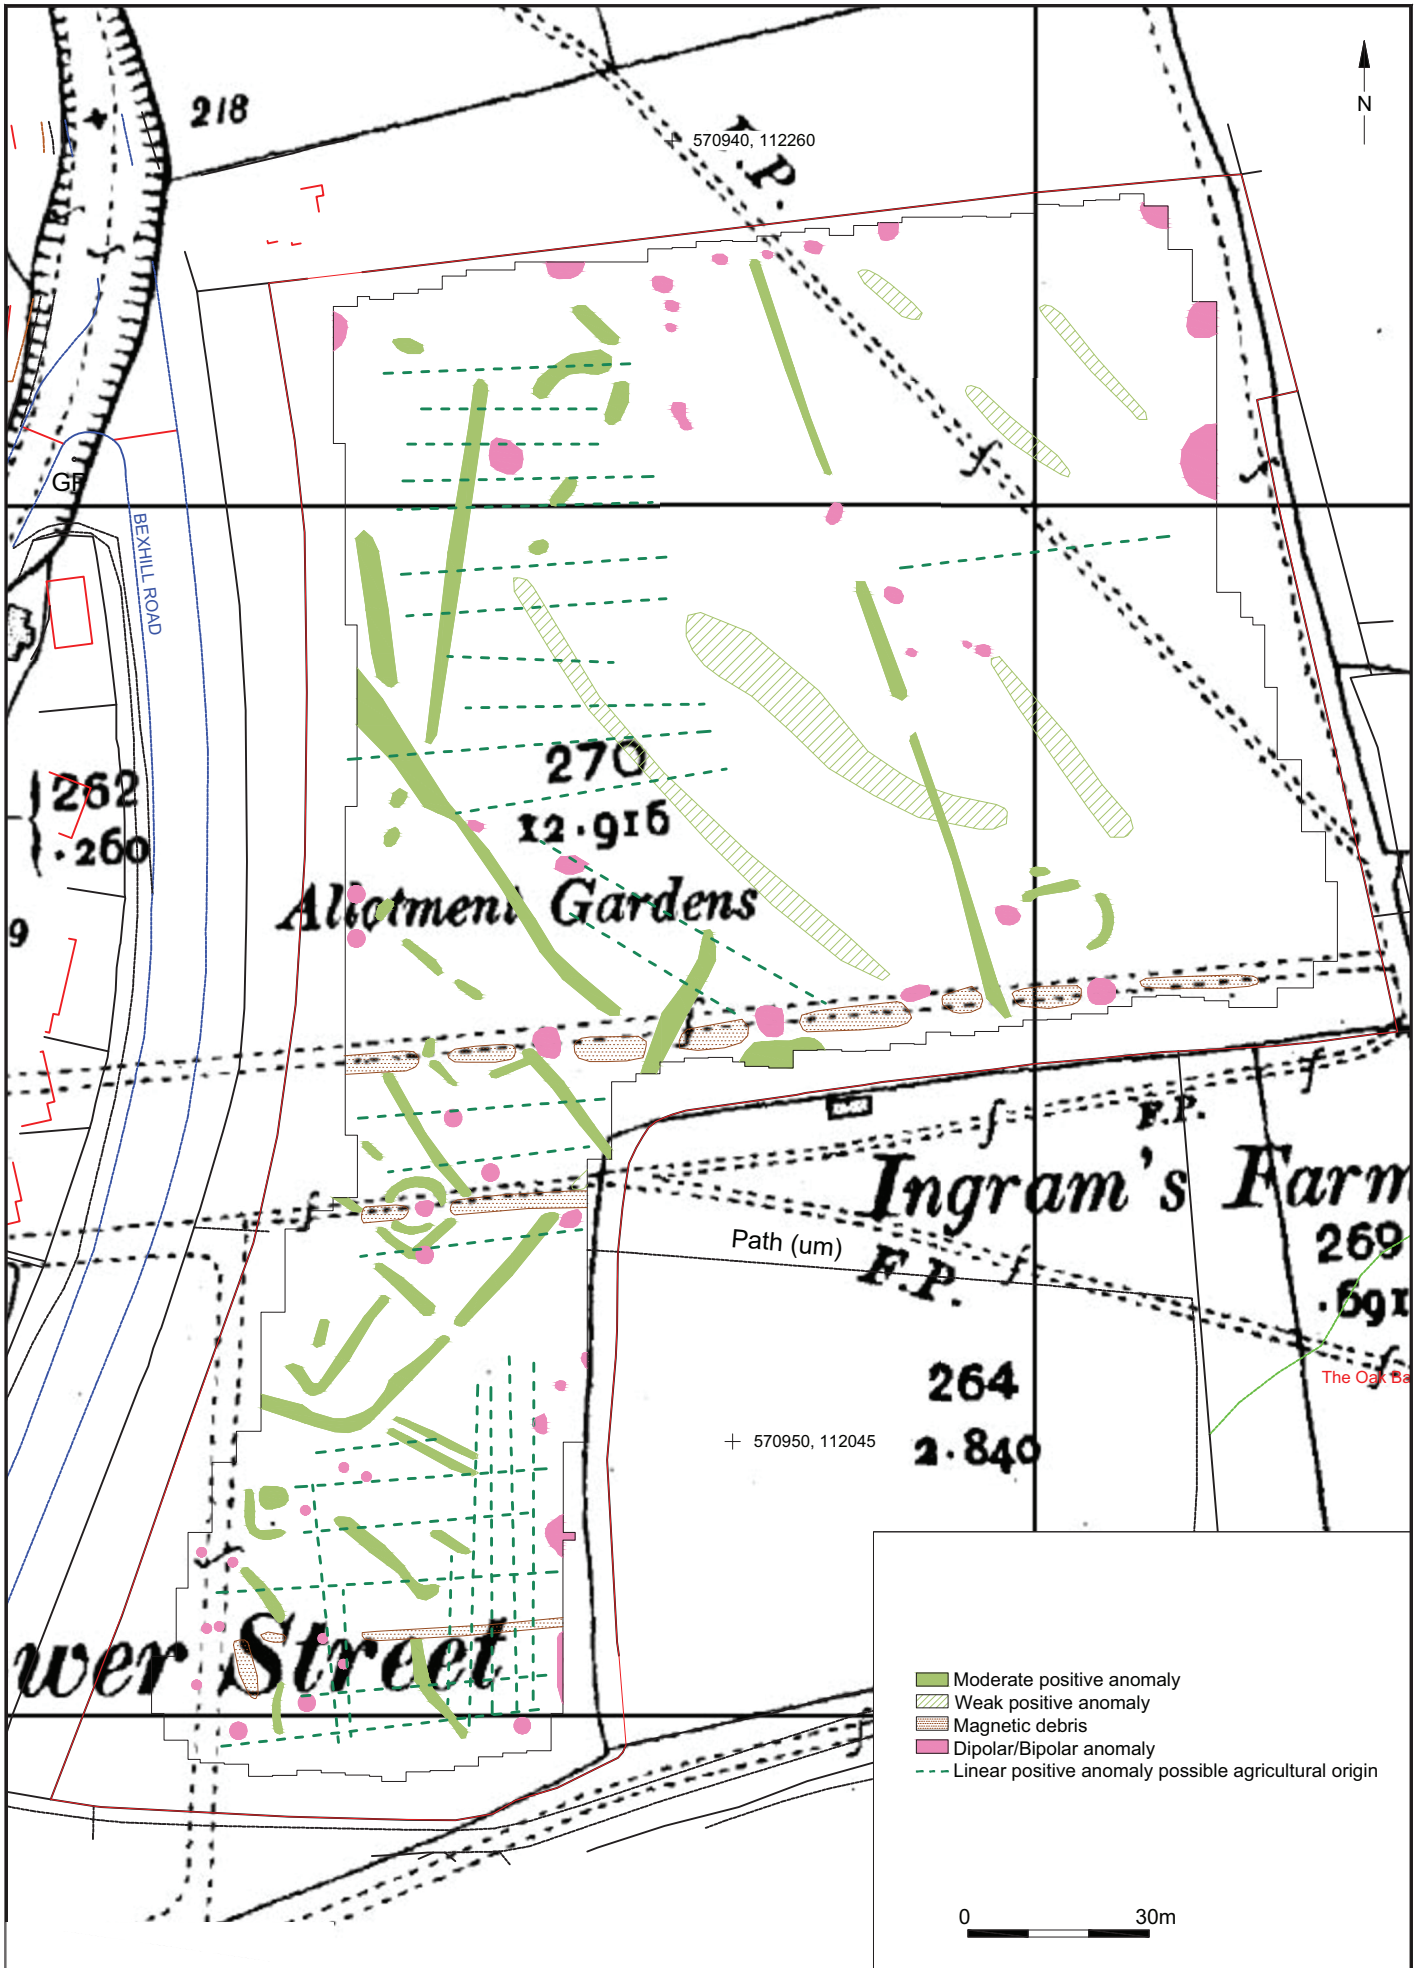 218
F.P.
570940, 112260
N
GP
BEXHILL ROAD
262
.260
9
270
12.916
Allotment Gardens
F.P.
Ingram's Farm
269
.691
Path (um)
F.P.
264
2.840
The Oak Ba
570950, 112045
wer Street
Moderate positive anomaly
Weak positive anomaly
Magnetic debris
Dipolar/Bipolar anomaly
Linear positive anomaly possible agricultural origin
0 30m